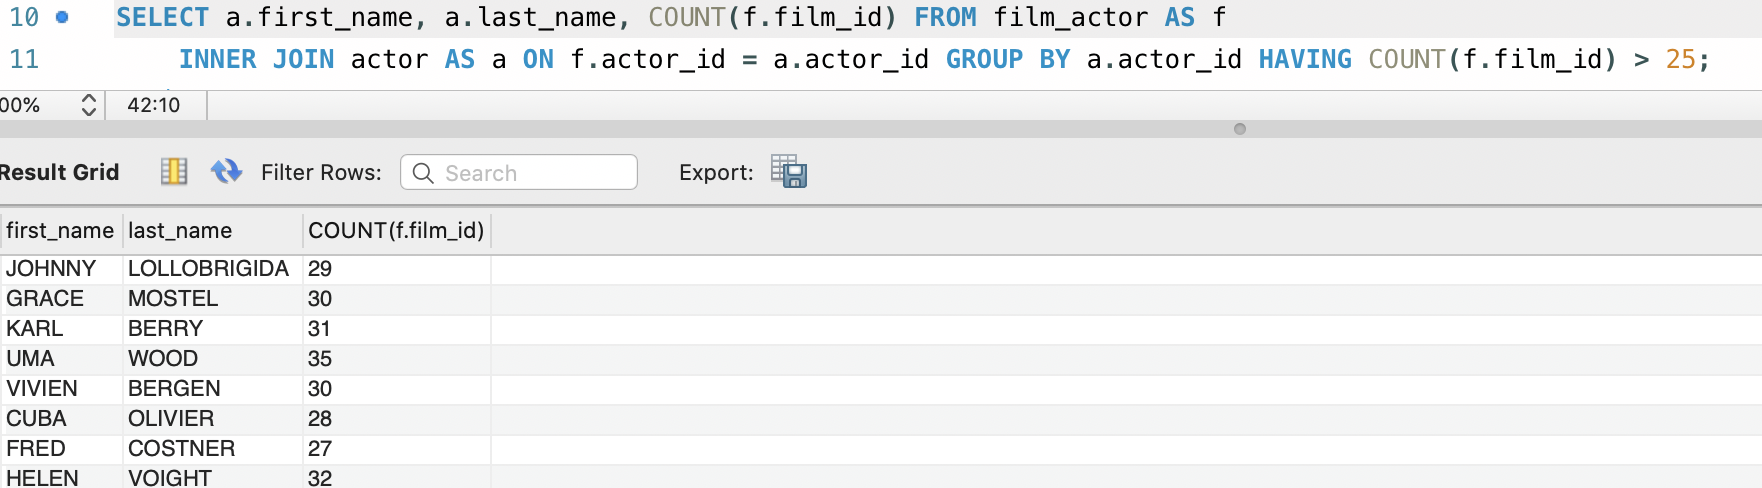 10 SELECT a.first_name, a.last_name, COUNT(f.film_id) FROM film_actor AS f
11 INNER JOIN actor AS a ON f.actor_id = a.actor_id GROUP BY a.actor_id HAVING COUNT(f.film_id) > 25;
00% 42:10
Result Grid Filter Rows: Search Export:
first_name last_name COUNT(f.film_id)
JOHNNY LOLLOBRIGIDA 29
GRACE MOSTEL 30
KARL BERRY 31
UMA WOOD 35
VIVIEN BERGEN 30
CUBA OLIVIER 28
FRED COSTNER 27
HELEN VOIGHT 32